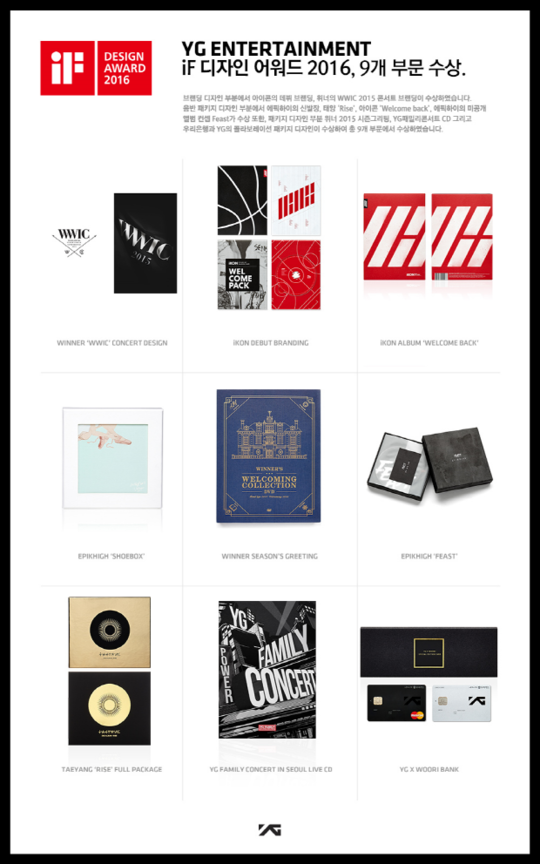 iF
DESIGN
AWARD
2016
YG ENTERTAINMENT
iF 디자인 어워드 2016, 9개 부문 수상.
브랜딩 디자인 부분에서 아이콘의 데뷔 브랜딩, 위너의 WWIC 2015 콘서트 브랜딩이 수상하였습니다.
음반 패키지 디자인 부분에서 에픽하이의 신발장, 태양 'Rise', 아이콘 'Welcome back', 에픽하이의 미공개
앨범 컨셉 Feast가 수상 또한, 패키지 디자인 부문 위너 2015 시즌그리팅, YG패밀리콘서트 CD 그리고
우리은행과 YG의 콜라보레이션 패키지 디자인이 수상하여 총 9개 부문에서 수상하였습니다.
WWIC
WWIC
2015
iKON
WEL
COME
PACK
WINNER 'WWIC' CONCERT DESIGN
iKON DEBUT BRANDING
iKON ALBUM 'WELCOME BACK'
WINNER'S
WELCOMING
COLLECTION
EPIKHIGH 'SHOEBOX'
WINNER SEASON'S GREETING
EPIKHIGH 'FEAST'
YG
POWER
FAMILY
CONCERT
TAEYANG 'RISE' FULL PACKAGE
YG FAMILY CONCERT IN SEOUL LIVE CD
YG X WOORI BANK
YG